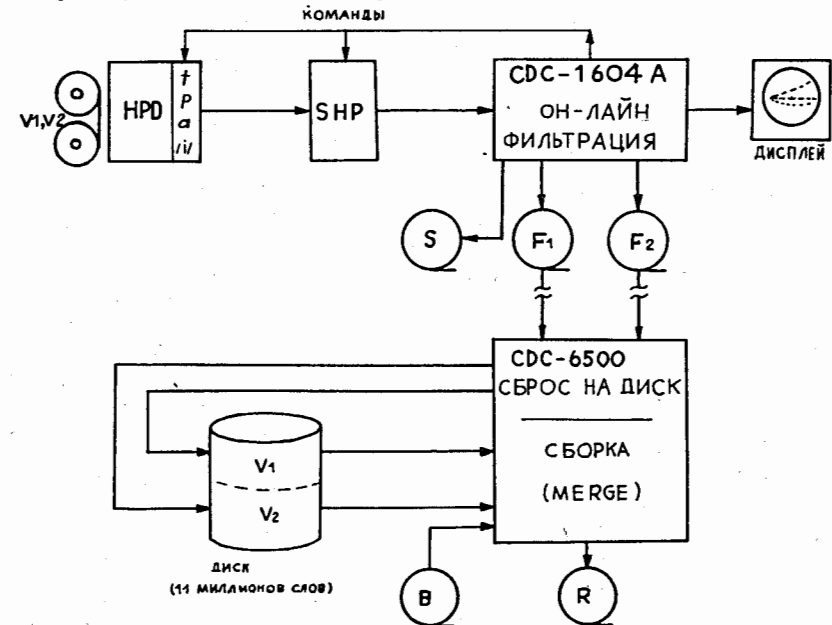 КОМАНДЫ
V1,V2
HPD
t
P
a
/i/
SHP
CDC-1604 A
ОН-ЛАЙН
ФИЛЬТРАЦИЯ
ДИСПЛЕЙ
S
F1
F2
CDC-6500
СБРОС НА ДИСК
СБОРКА
(MERGE)
V1
V2
ДИСК
(11 МИЛЛИОНОВ СЛОВ)
B
R